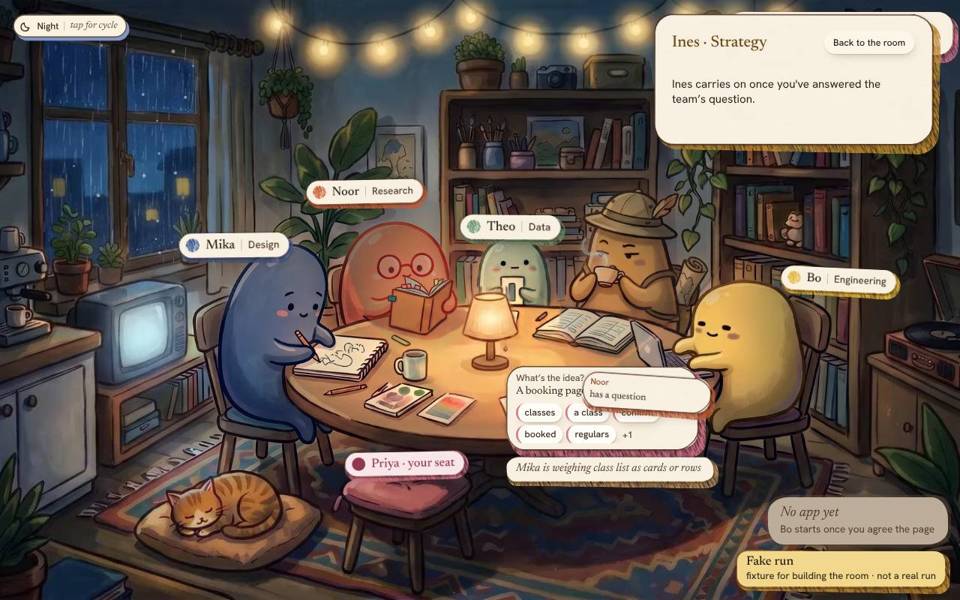 Night | tap for cycle
Ines · Strategy
Back to the room
Ines carries on once you've answered the
team's question.
Noor | Research
Theo | Data
Mika | Design
Bo | Engineering
What's the idea?
A booking page
Noor
has a question
classes
a class
booked
regulars
+1
Mika is weighing class list as cards or rows
Priya · your seat
No app yet
Bo starts once you agree the page
Fake run
fixture for building the room · not a real run